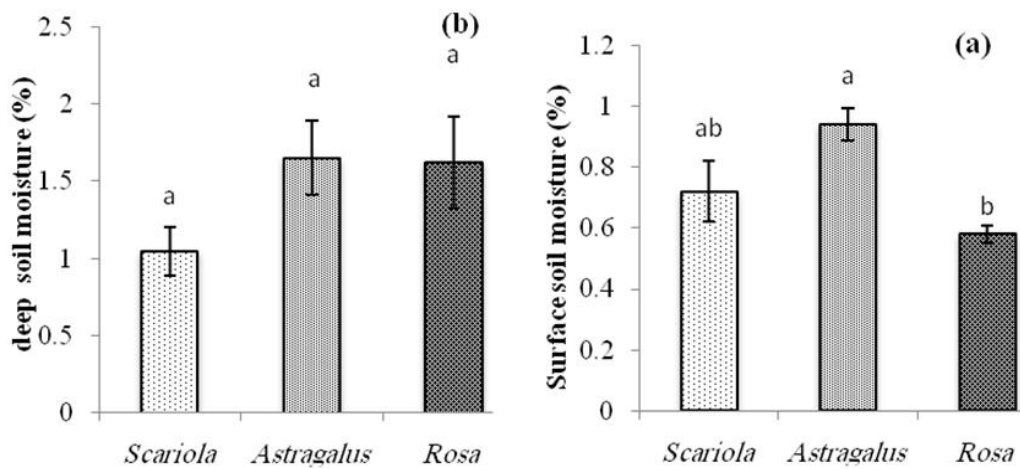 (b)
deep soil moisture (%)
2.5
2
1.5
1
0.5
0
a
a
a
Scariola Astragalus Rosa
(a)
Surface soil moisture (%)
1.2
1
0.8
0.6
0.4
0.2
0
ab
a
b
Scariola Astragalus Rosa